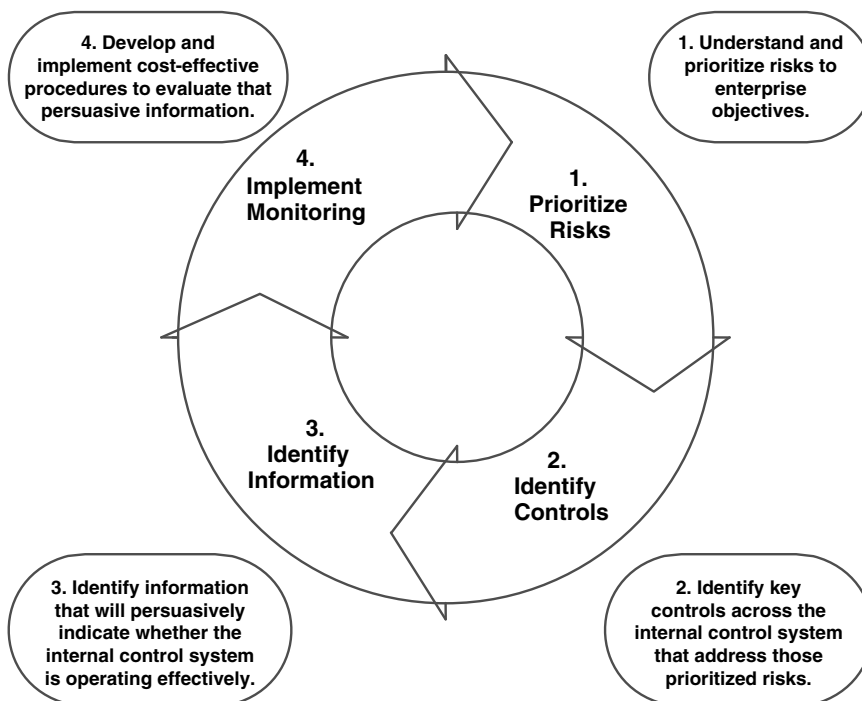 4. Develop and
implement cost-effective
procedures to evaluate that
persuasive information.
1. Understand and
prioritize risks to
enterprise
objectives.
4.
Implement
Monitoring
1.
Prioritize
Risks
3.
Identify
Information
2.
Identify
Controls
3. Identify information
that will persuasively
indicate whether the
internal control system
is operating effectively.
2. Identify key
controls across the
internal control system
that address those
prioritized risks.